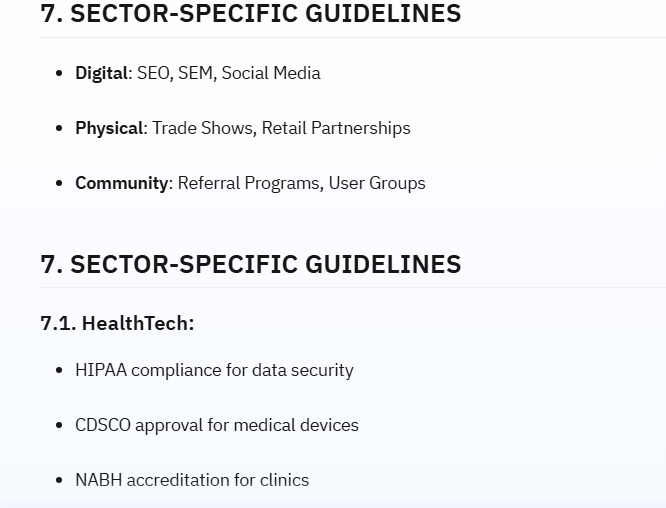 7. SECTOR-SPECIFIC GUIDELINES
• Digital: SEO, SEM, Social Media
• Physical: Trade Shows, Retail Partnerships
• Community: Referral Programs, User Groups
7. SECTOR-SPECIFIC GUIDELINES
7.1. HealthTech:
• HIPAA compliance for data security
• CDSCO approval for medical devices
• NABH accreditation for clinics